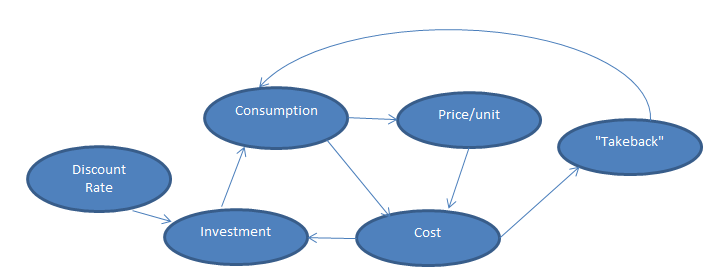 Consumption
Price/unit
"Takeback"
Discount
Rate
Investment
Cost